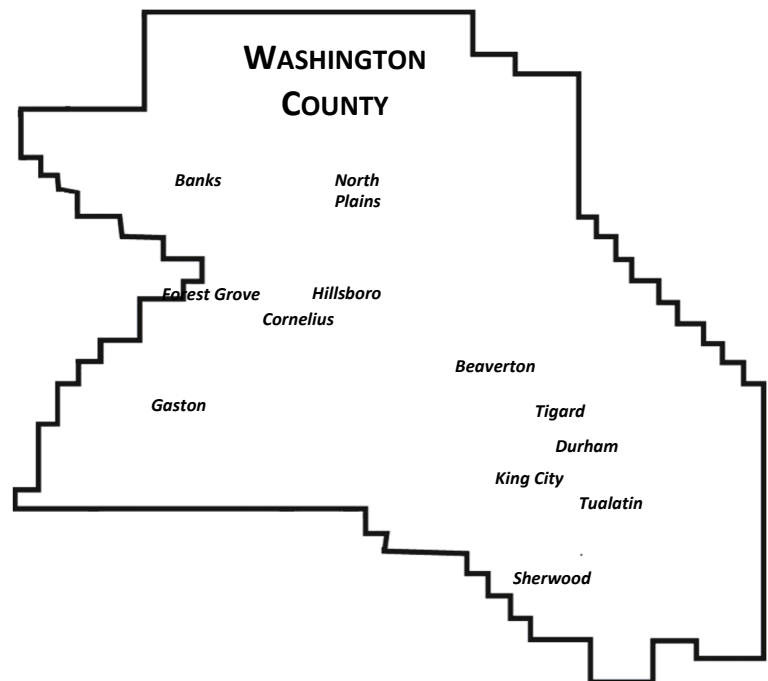 WASHINGTON
COUNTY
Banks
North
Plains
Forest Grove
Hillsboro
Cornelius
Beaverton
Gaston
Tigard
Durham
King City
Tualatin
Sherwood